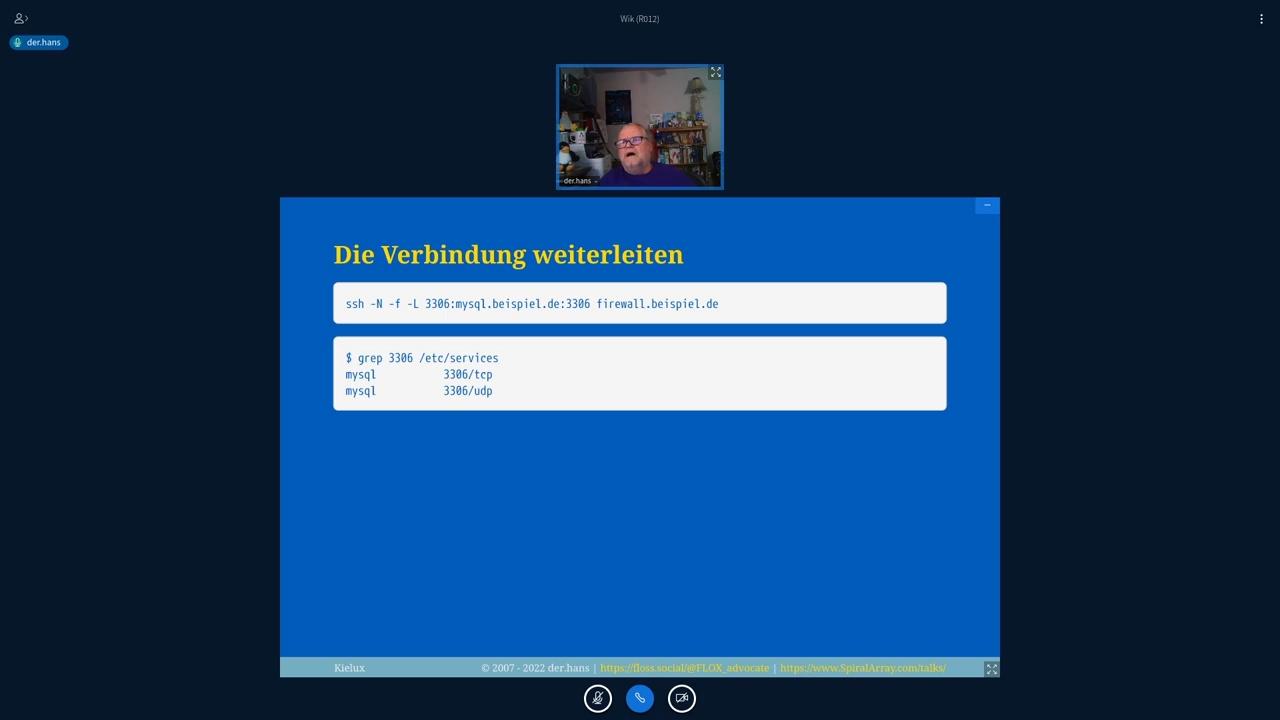 Wik (R012)
der.hans
der.hans
Die Verbindung weiterleiten
ssh -N -f -L 3306:mysql.beispiel.de:3306 firewall.beispiel.de
$ grep 3306 /etc/services
mysql 3306/tcp
mysql 3306/udp
Kielux © 2007 - 2022 der.hans | https://floss.social/@FLOX_advocate | https://www.SpiralArray.com/talks/